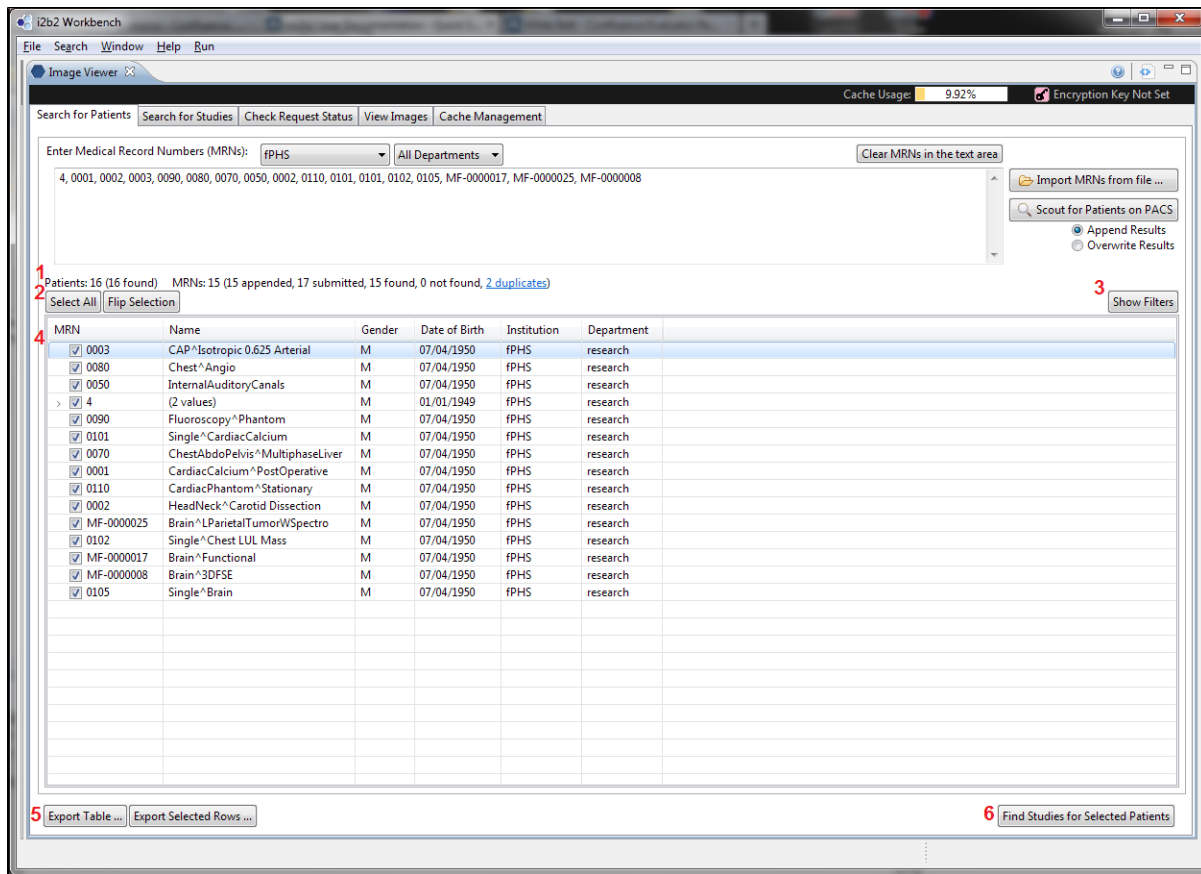 i2b2 Workbench
File Search Window Help Run
Image Viewer
Cache Usage: 9.92% Encryption Key Not Set
Search for Patients Search for Studies Check Request Status View Images Cache Management
Enter Medical Record Numbers (MRNs): fPHS All Departments Clear MRNs in the text area
4, 0001, 0002, 0003, 0090, 0080, 0070, 0050, 0002, 0110, 0101, 0101, 0102, 0105, MF-0000017, MF-0000025, MF-0000008
Import MRNs from file ...
Scout for Patients on PACS
Append Results
Overwrite Results
1
Patients: 16 (16 found) MRNs: 15 (15 appended, 17 submitted, 15 found, 0 not found, 2 duplicates)
2 Select All Flip Selection 3 Show Filters
MRN Name Gender Date of Birth Institution Department
4
0003 CAP^Isotropic 0.625 Arterial M 07/04/1950 fPHS research
0080 Chest^Angio M 07/04/1950 fPHS research
0050 InternalAuditoryCanals M 07/04/1950 fPHS research
4 (2 values) M 01/01/1949 fPHS research
0090 Fluoroscopy^Phantom M 07/04/1950 fPHS research
0101 Single^CardiacCalcium M 07/04/1950 fPHS research
0070 ChestAbdoPelvis^MultiphaseLiver M 07/04/1950 fPHS research
0001 CardiacCalcium^PostOperative M 07/04/1950 fPHS research
0110 CardiacPhantom^Stationary M 07/04/1950 fPHS research
0002 HeadNeck^Carotid Dissection M 07/04/1950 fPHS research
MF-0000025 Brain^LParietalTumorWSpectro M 07/04/1950 fPHS research
0102 Single^Chest LUL Mass M 07/04/1950 fPHS research
MF-0000017 Brain^Functional M 07/04/1950 fPHS research
MF-0000008 Brain^3DFSE M 07/04/1950 fPHS research
0105 Single^Brain M 07/04/1950 fPHS research
5 Export Table ... Export Selected Rows ... 6 Find Studies for Selected Patients